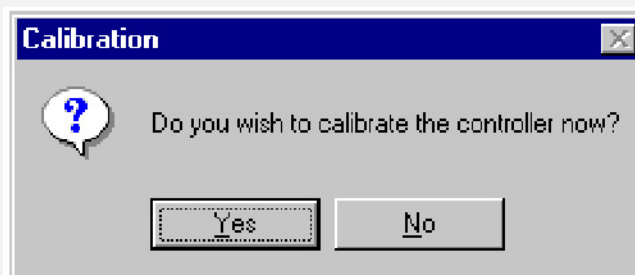 Calibration
Do you wish to calibrate the controller now?
Yes
No